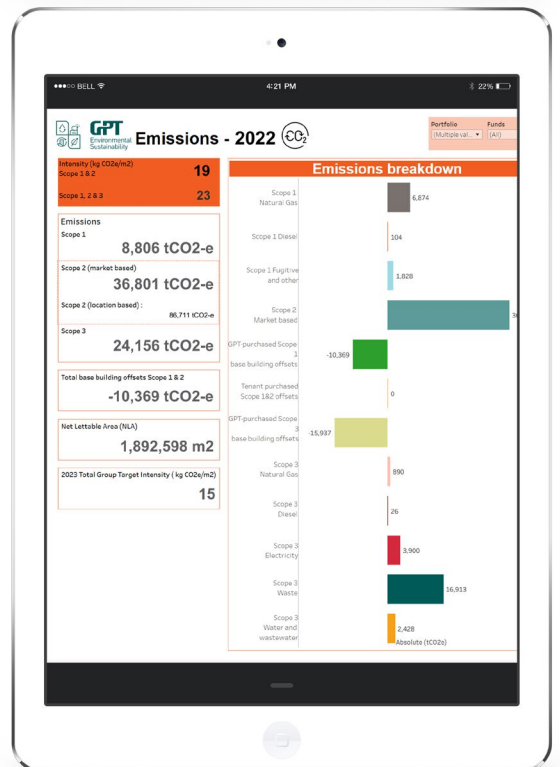 BELL
4:21 PM
22%
GPT
Environmental
Sustainability
Emissions - 2022
CO2
Portfolio
Funds
(Multiple val...
(All)
Intensity (kg CO2e/m2)
Scope 1 & 2
19
Scope 1, 2 & 3
23
Emissions
Scope 1
8,806 tCO2-e
Scope 2 (market based)
36,801 tCO2-e
Scope 2 (location based) :
86,711 tCO2-e
Scope 3
24,156 tCO2-e
Total base building offsets Scope 1 & 2
-10,369 tCO2-e
Net Lettable Area (NLA)
1,892,598 m2
2023 Total Group Target Intensity ( kg CO2e/m2)
15
Emissions breakdown
Scope 1
Natural Gas
6,874
Scope 1 Diesel
104
Scope 1 Fugitive
and other
1,828
Scope 2
Market based
GPT-purchased Scope
1
base building offsets
-10,369
Tenant purchased
Scope 1&2 offsets
0
GPT-purchased Scope
3
base building offsets
-16,937
Scope 3
Natural Gas
890
Scope 3
Diesel
26
Scope 3
Electricity
3,900
Scope 3
Waste
16,913
Scope 3
Water and
wastewater
2,428
Absolute (tCO2e)